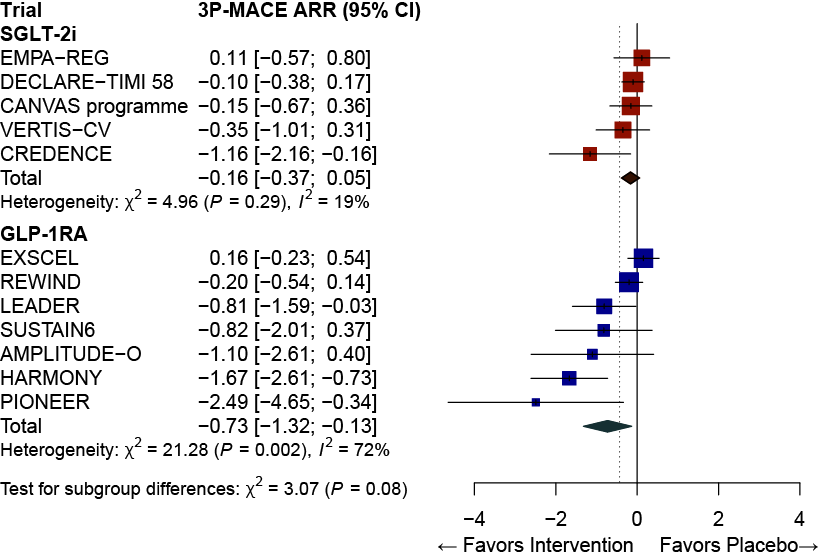 Trial 3P-MACE ARR (95% CI)
SGLT-2i
EMPA−REG 0.11 [−0.57; 0.80]
DECLARE−TIMI 58 −0.10 [−0.38; 0.17]
CANVAS programme −0.15 [−0.67; 0.36]
VERTIS−CV −0.35 [−1.01; 0.31]
CREDENCE −1.16 [−2.16; −0.16]
Total −0.16 [−0.37; 0.05]
Heterogeneity: χ² = 4.96 (P = 0.29), I² = 19%
GLP-1RA
EXSCEL 0.16 [−0.23; 0.54]
REWIND −0.20 [−0.54; 0.14]
LEADER −0.81 [−1.59; −0.03]
SUSTAIN6 −0.82 [−2.01; 0.37]
AMPLITUDE−O −1.10 [−2.61; 0.40]
HARMONY −1.67 [−2.61; −0.73]
PIONEER −2.49 [−4.65; −0.34]
Total −0.73 [−1.32; −0.13]
Heterogeneity: χ² = 21.28 (P = 0.002), I² = 72%
Test for subgroup differences: χ² = 3.07 (P = 0.08)
−4 −2 0 2 4
← Favors Intervention Favors Placebo→